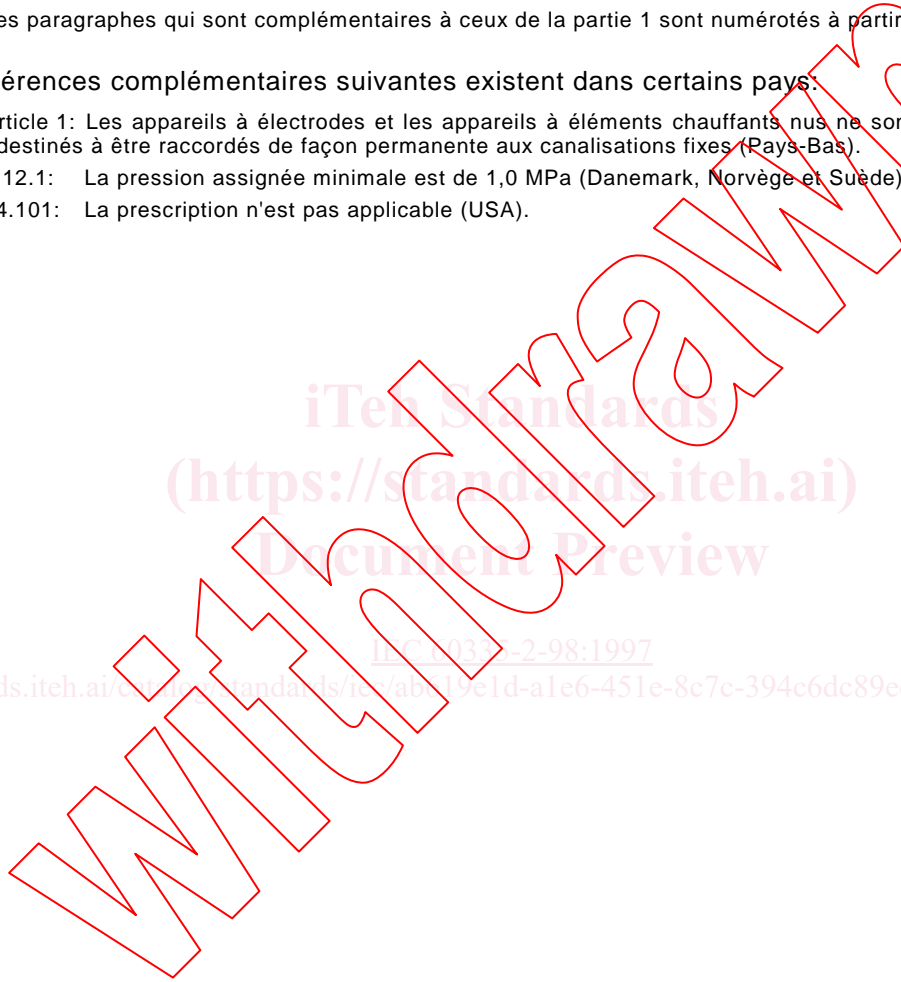 es paragraphes qui sont complémentaires à ceux de la partie 1 sont numérotés à partir
érences complémentaires suivantes existent dans certains pays:
rticle 1: Les appareils à électrodes et les appareils à éléments chauffants nus ne sor
destinés à être raccordés de façon permanente aux canalisations fixes (Pays-Bas).
12.1: La pression assignée minimale est de 1,0 MPa (Danemark, Norvège et Suède)
4.101: La prescription n'est pas applicable (USA).
iTeh Standards
(https://standards.iteh.ai)
Document Preview
IEC 60335-2-98:1997
ds.iteh.ai/catalog/standards/iec/ab619e1d-a1e6-451e-8c7c-394c6dc89e
withdrawn